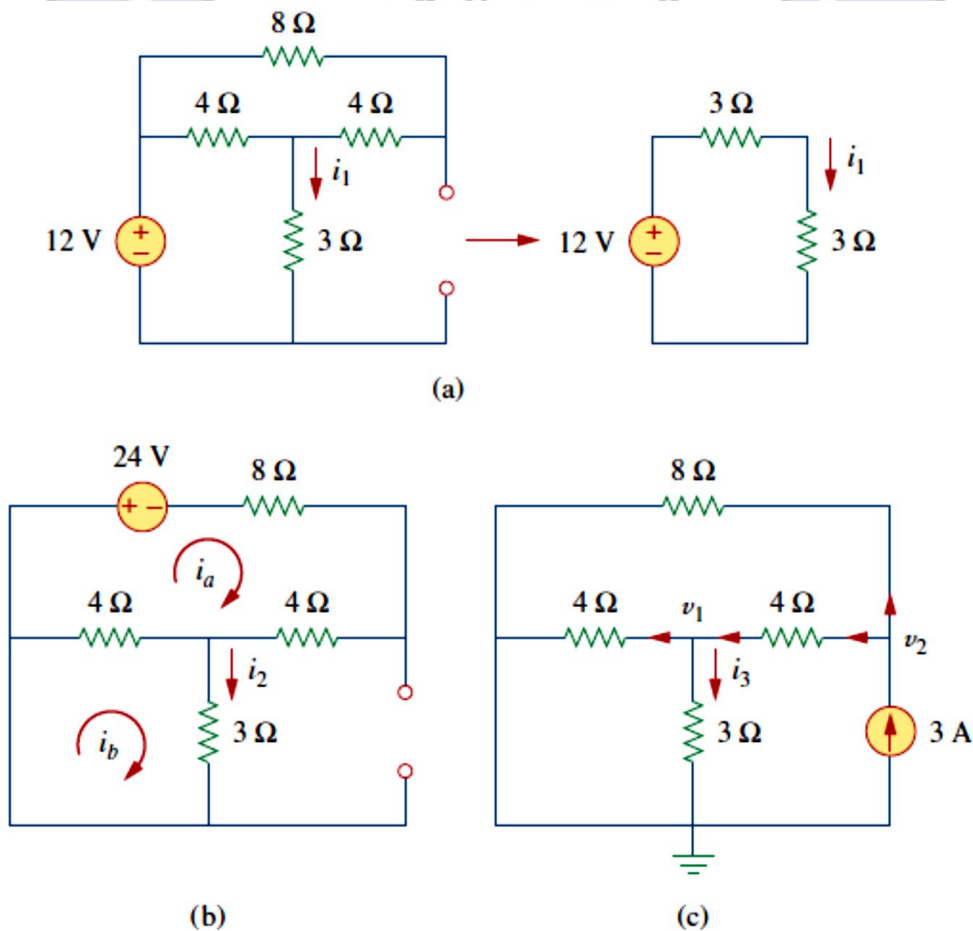 8 Ω
4 Ω 4 Ω 3 Ω
i1 i1
12 V + − 3 Ω 12 V + − 3 Ω
(a)
24 V
+ − 8 Ω 8 Ω
ia
4 Ω 4 Ω 4 Ω v1 4 Ω
i2 i3 v2
ib 3 Ω 3 Ω 3 A
(b) (c)